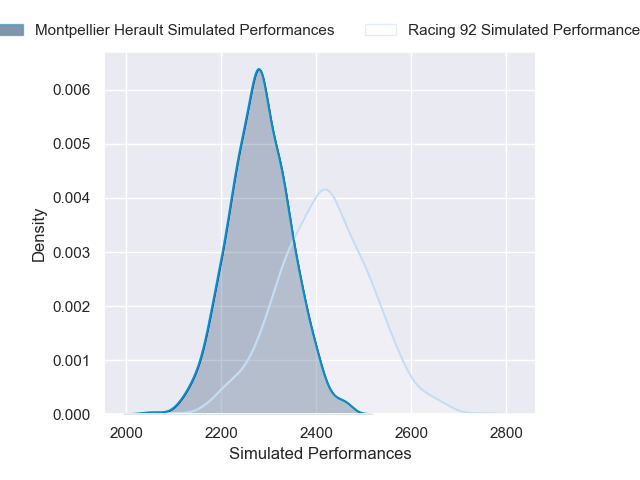 Montpellier Herault Simulated Performances
Racing 92 Simulated Performance
0.006
0.005
0.004
0.003
0.002
0.001
0.000
Density
2000 2200 2400 2600 2800
Simulated Performances